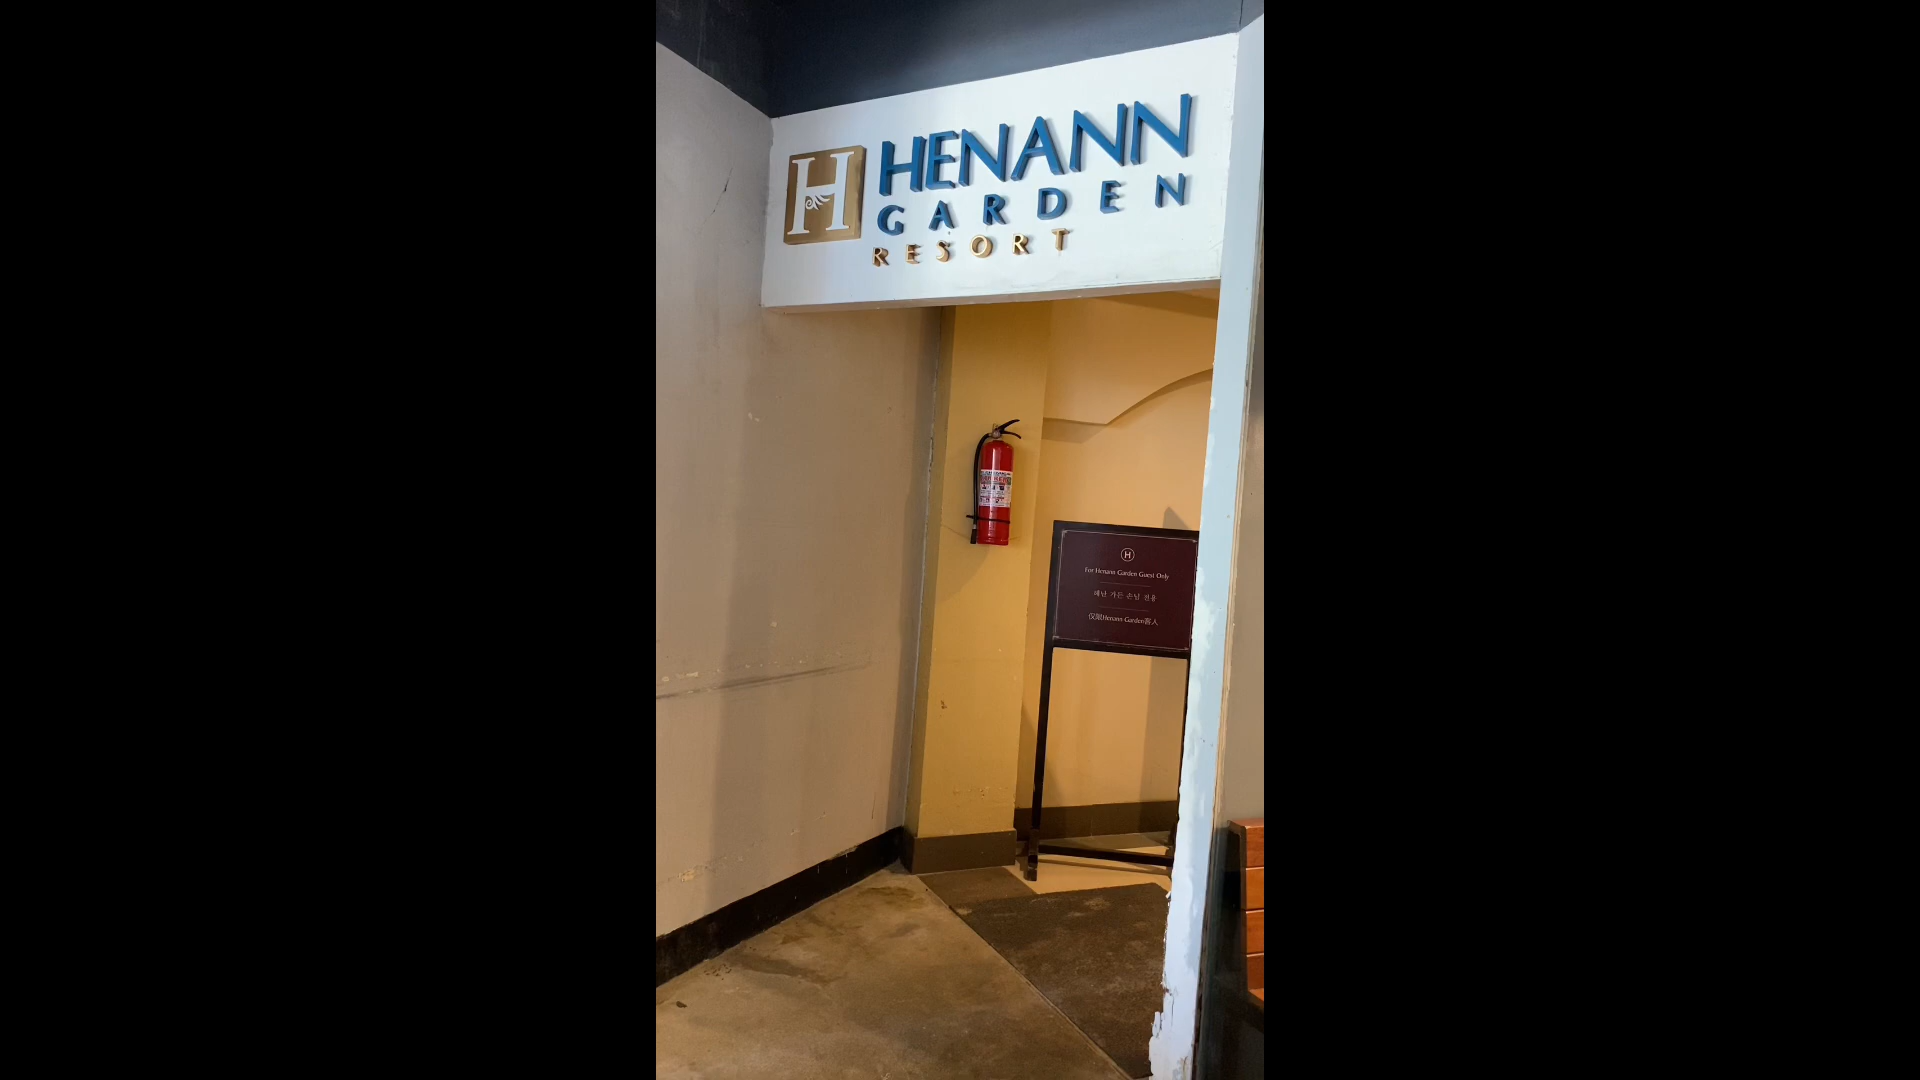 H
HENANN
GARDEN
RESORT
H
For Henann Garden Guest Only
헤난 가든 손님 전용
仅限Henann Garden客人